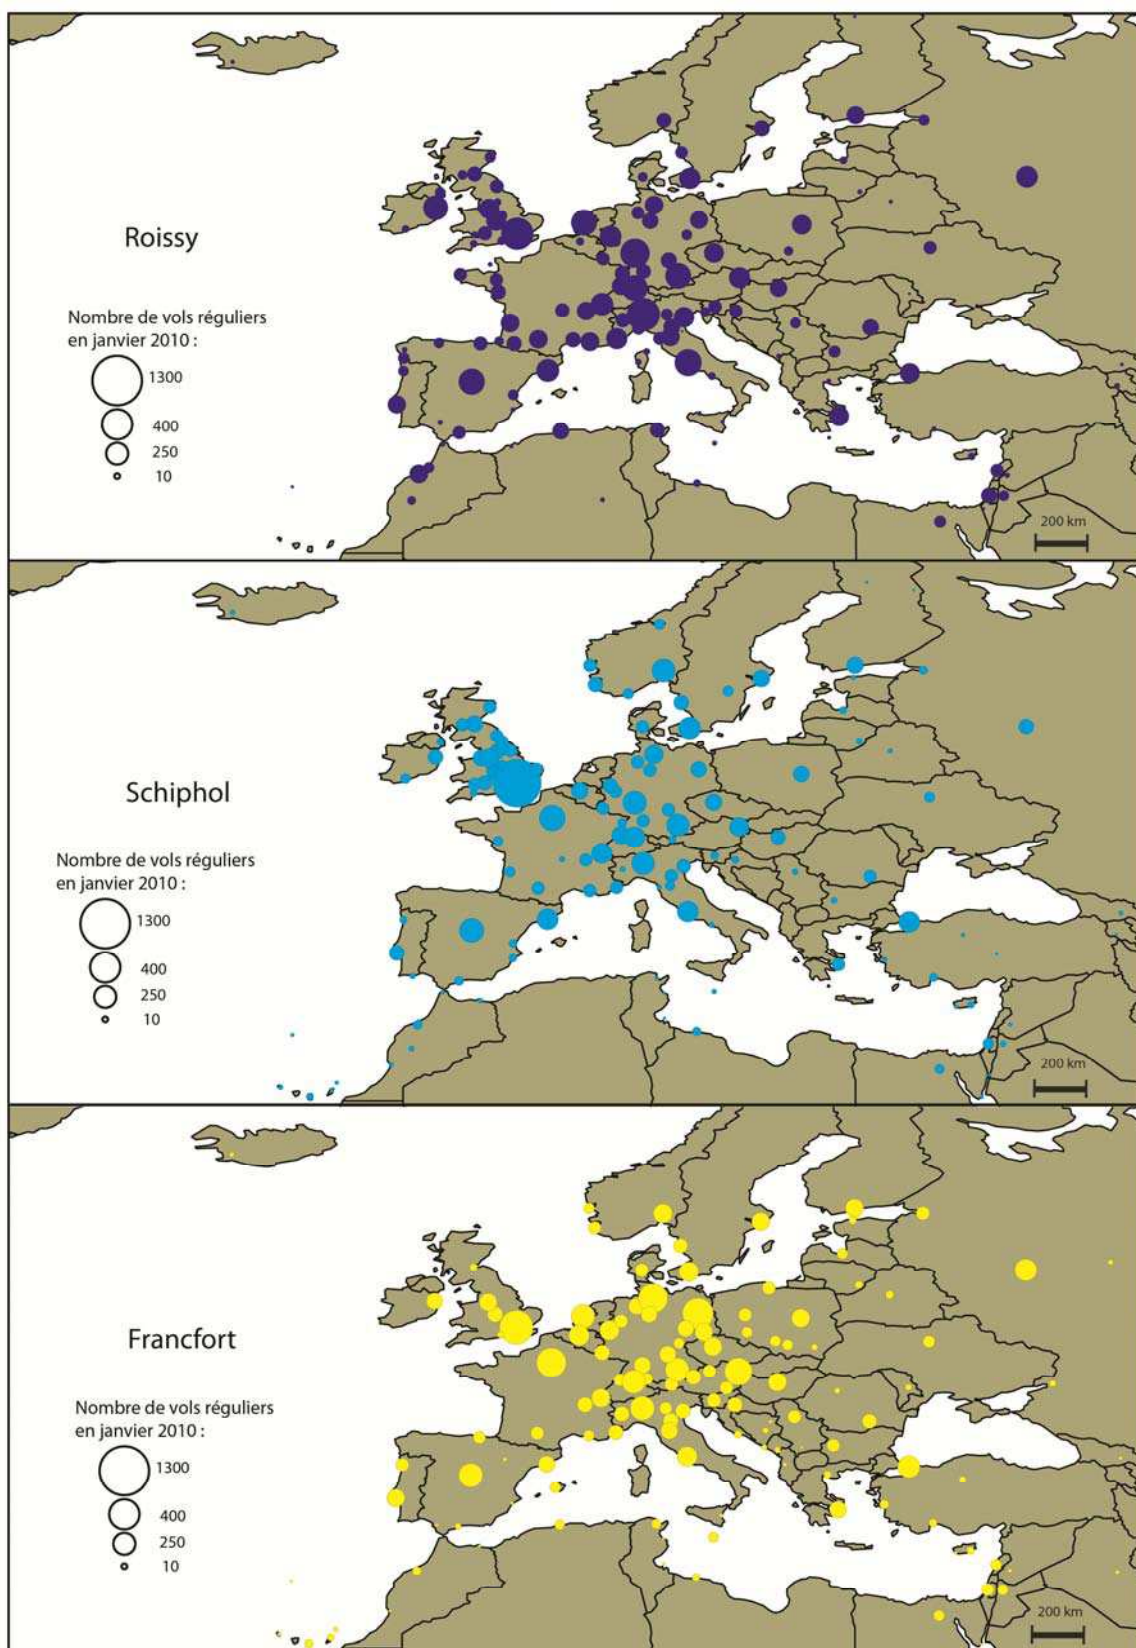 Roissy
Nombre de vols réguliers
en janvier 2010 :
1300
400
250
10
200 km
Schiphol
Nombre de vols réguliers
en janvier 2010 :
1300
400
250
10
200 km
Francfort
Nombre de vols réguliers
en janvier 2010 :
1300
400
250
10
200 km